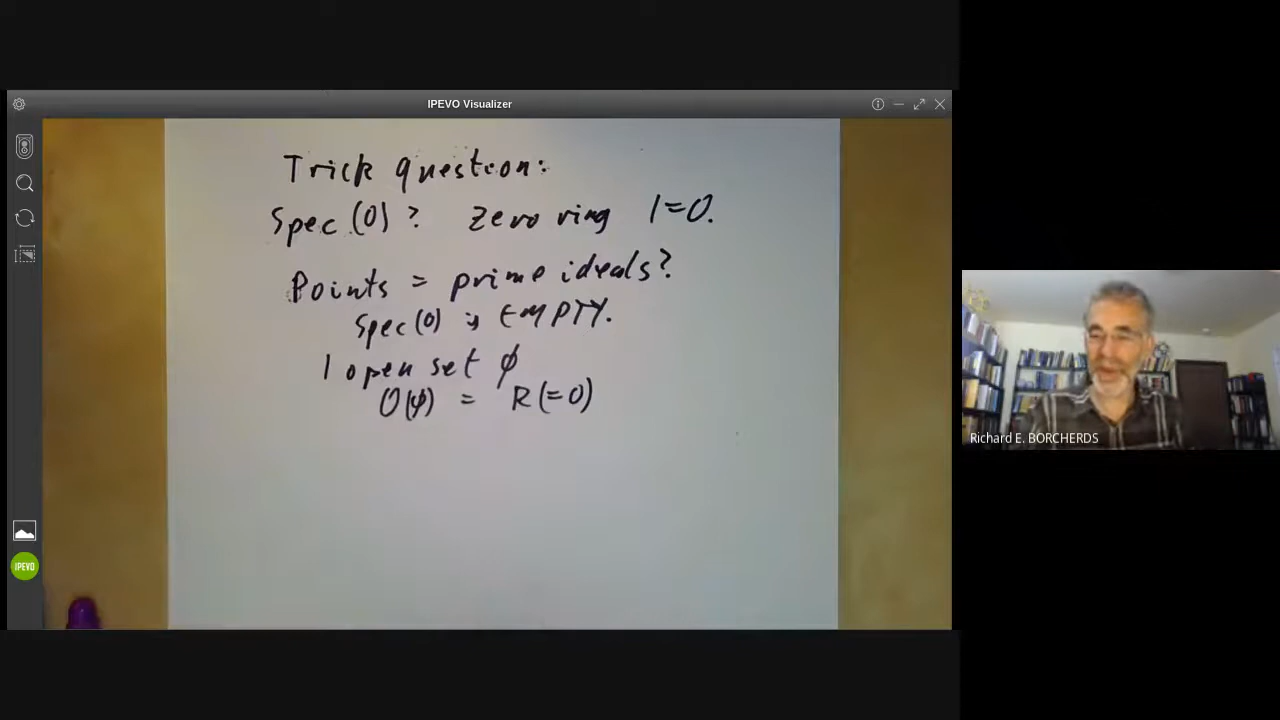 IPEVO Visualizer
Trick question:
Spec (0) ? Zero ring 1=0.
Points = prime ideals?
Spec (0) is EMPTY.
1 open set ϕ
O(ϕ) = R(=0)
IPEVO
Richard E. BORCHERDS